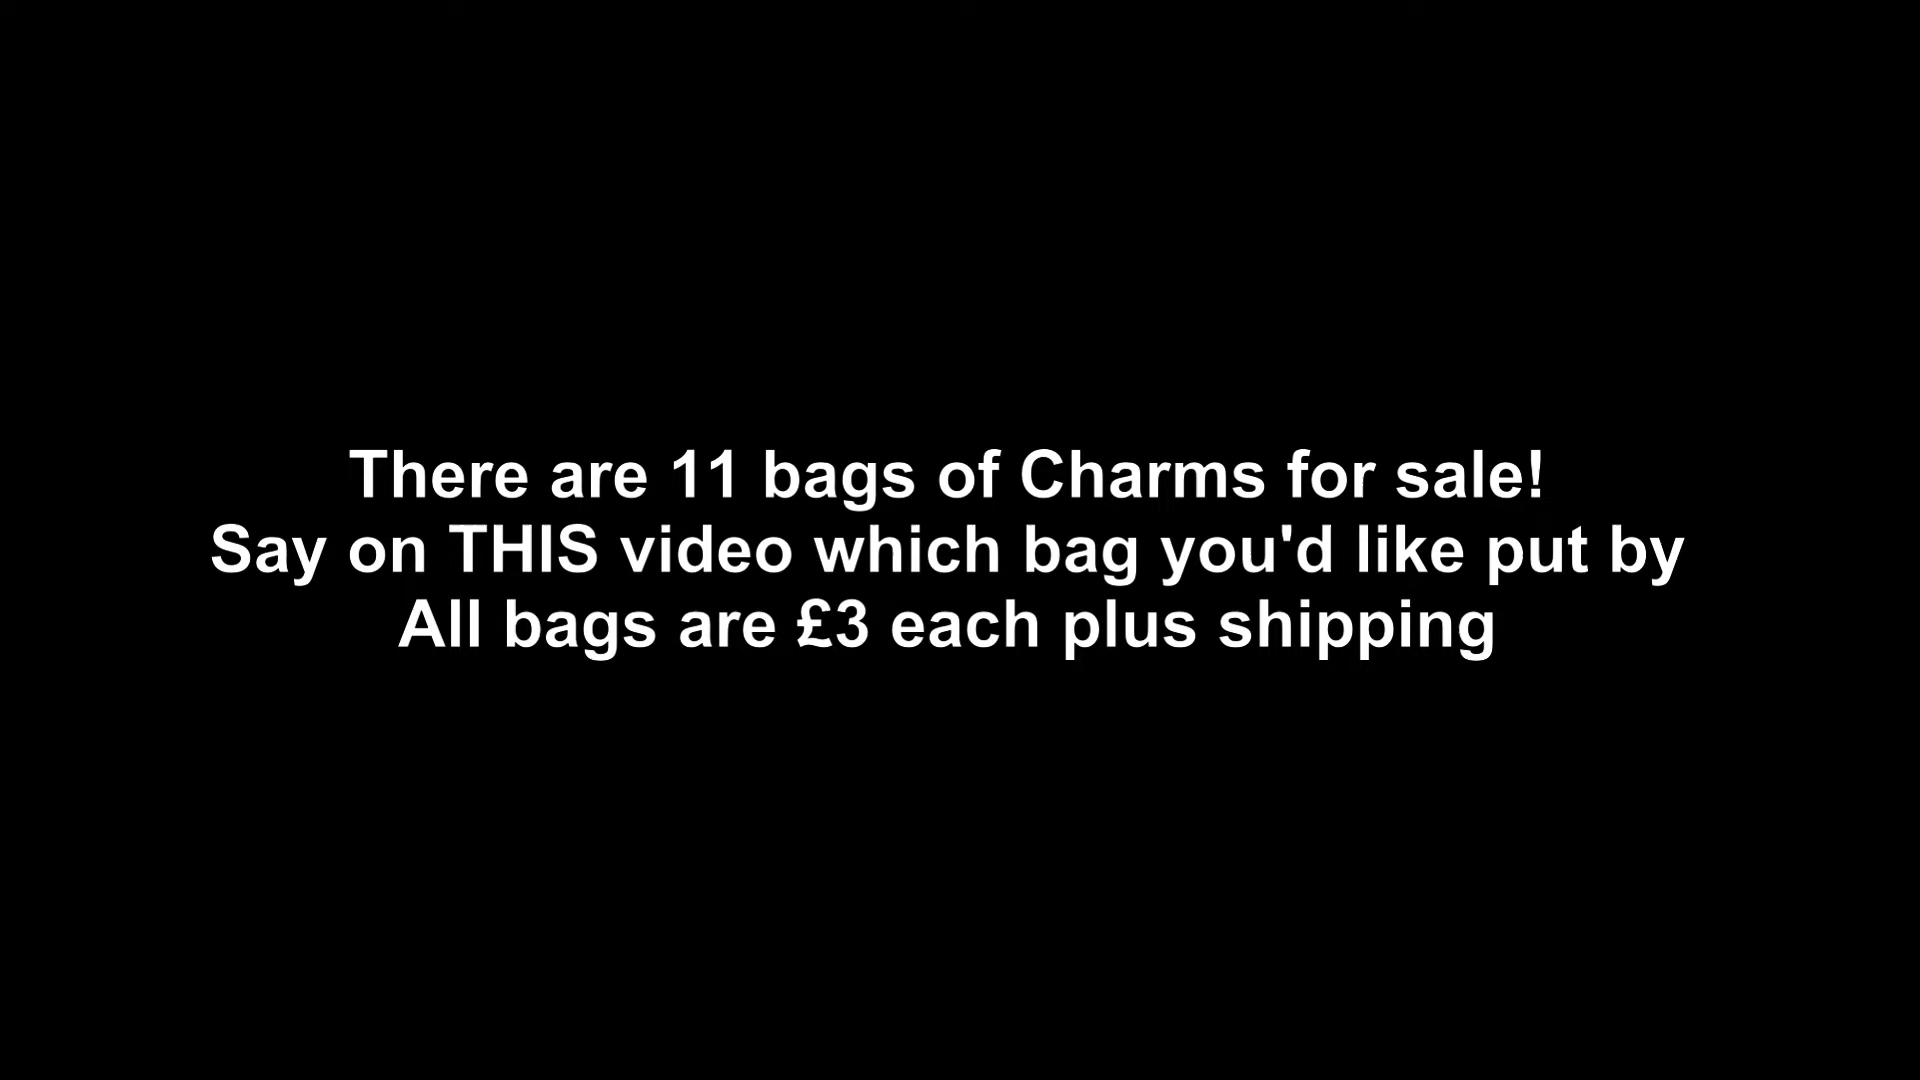 There are 11 bags of Charms for sale!
Say on THIS video which bag you'd like put by
All bags are £3 each plus shipping